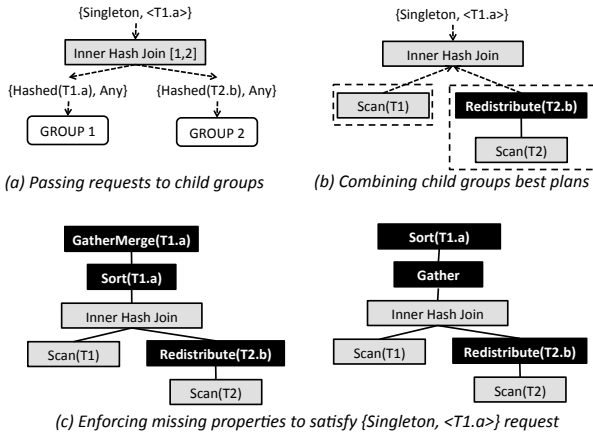 {Singleton, <T1.a>}
Inner Hash Join [1,2]
{Hashed(T1.a), Any}
{Hashed(T2.b), Any}
GROUP 1
GROUP 2
(a) Passing requests to child groups
{Singleton, <T1.a>}
Inner Hash Join
Scan(T1)
Redistribute(T2.b)
Scan(T2)
(b) Combining child groups best plans
GatherMerge(T1.a)
Sort(T1.a)
Inner Hash Join
Scan(T1)
Redistribute(T2.b)
Scan(T2)
Sort(T1.a)
Gather
Inner Hash Join
Scan(T1)
Redistribute(T2.b)
Scan(T2)
(c) Enforcing missing properties to satisfy {Singleton, <T1.a>} request